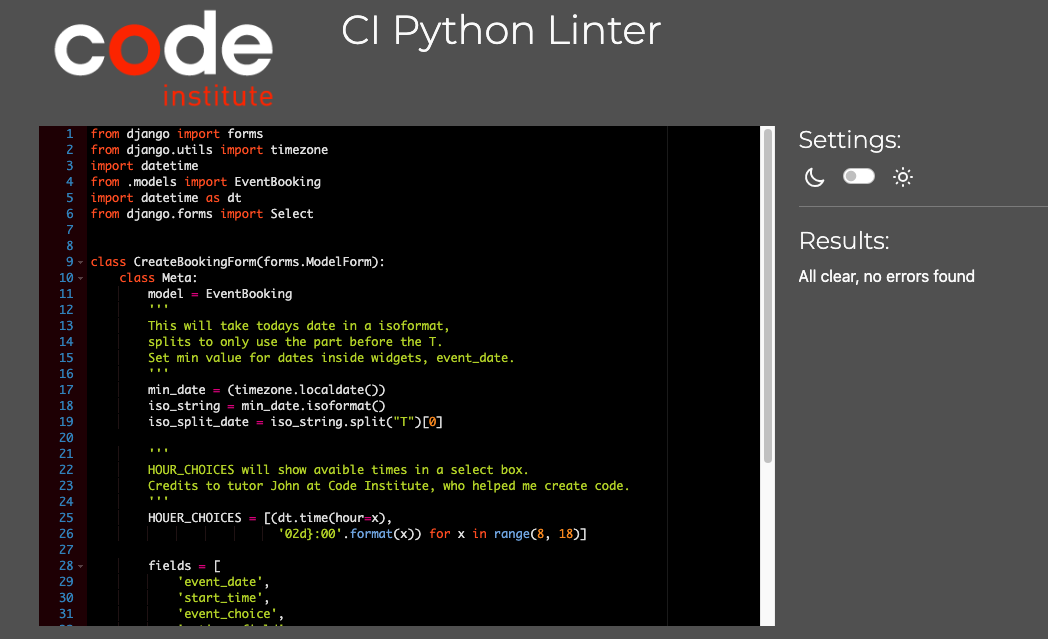 code
institute
CI Python Linter
1 from django import forms
2 from django.utils import timezone
3 import datetime
4 from .models import EventBooking
5 import datetime as dt
6 from django.forms import Select
7
8
9 class CreateBookingForm(forms.ModelForm):
10 class Meta:
11 model = EventBooking
12 '''
13 This will take todays date in a isoformat,
14 splits to only use the part before the T.
15 Set min value for dates inside widgets, event_date.
16 '''
17 min_date = (timezone.localdate())
18 iso_string = min_date.isoformat()
19 iso_split_date = iso_string.split("T")[0]
20
21 '''
22 HOUR_CHOICES will show avaible times in a select box.
23 Credits to tutor John at Code Institute, who helped me create code.
24 '''
25 HOUER_CHOICES = [(dt.time(hour=x),
26 '02d}:00'.format(x)) for x in range(8, 18)]
27
28 fields = [
29 'event_date',
30 'start_time',
31 'event_choice',
Settings:
Results:
All clear, no errors found